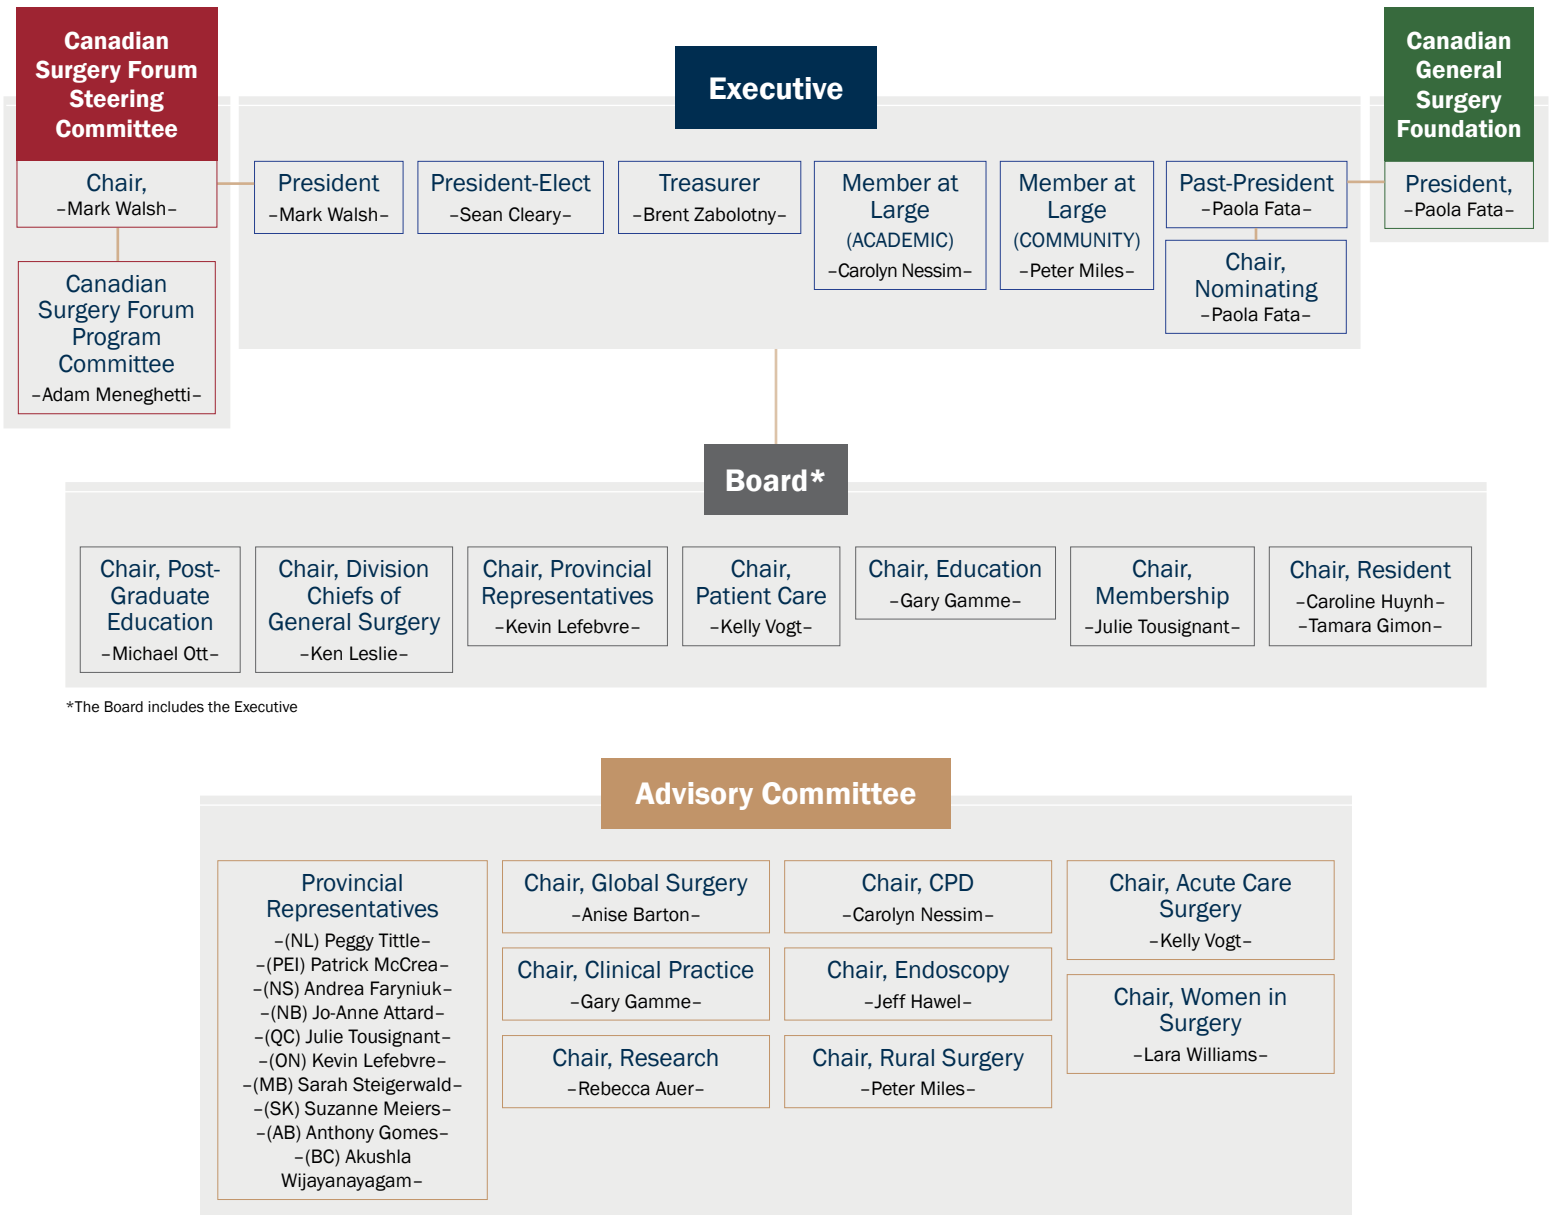 Canadian
Surgery Forum
Steering
Committee
Chair,
–Mark Walsh–
Canadian
Surgery Forum
Program
Committee
–Adam Meneghetti–
Executive
President
–Mark Walsh–
President-Elect
–Sean Cleary–
Treasurer
–Brent Zabolotny–
Member at
Large
(ACADEMIC)
–Carolyn Nessim–
Member at
Large
(COMMUNITY)
–Peter Miles–
Past-President
–Paola Fata–
Chair,
Nominating
–Paola Fata–
Canadian
General
Surgery
Foundation
President,
–Paola Fata–
Board*
Chair, Post-
Graduate
Education
–Michael Ott–
Chair, Division
Chiefs of
General Surgery
–Ken Leslie–
Chair, Provincial
Representatives
–Kevin Lefebvre–
Chair,
Patient Care
–Kelly Vogt–
Chair, Education
–Gary Gamme–
Chair,
Membership
–Julie Tousignant–
Chair, Resident
–Caroline Huynh–
–Tamara Gimon–
*The Board includes the Executive
Advisory Committee
Provincial
Representatives
–(NL) Peggy Tittle–
–(PEI) Patrick McCrea–
–(NS) Andrea Faryniuk–
–(NB) Jo-Anne Attard–
–(QC) Julie Tousignant–
–(ON) Kevin Lefebvre–
–(MB) Sarah Steigerwald–
–(SK) Suzanne Meiers–
–(AB) Anthony Gomes–
–(BC) Akushla
Wijayanayagam–
Chair, Global Surgery
–Anise Barton–
Chair, Clinical Practice
–Gary Gamme–
Chair, Research
–Rebecca Auer–
Chair, CPD
–Carolyn Nessim–
Chair, Endoscopy
–Jeff Hawel–
Chair, Rural Surgery
–Peter Miles–
Chair, Acute Care
Surgery
–Kelly Vogt–
Chair, Women in
Surgery
–Lara Williams–